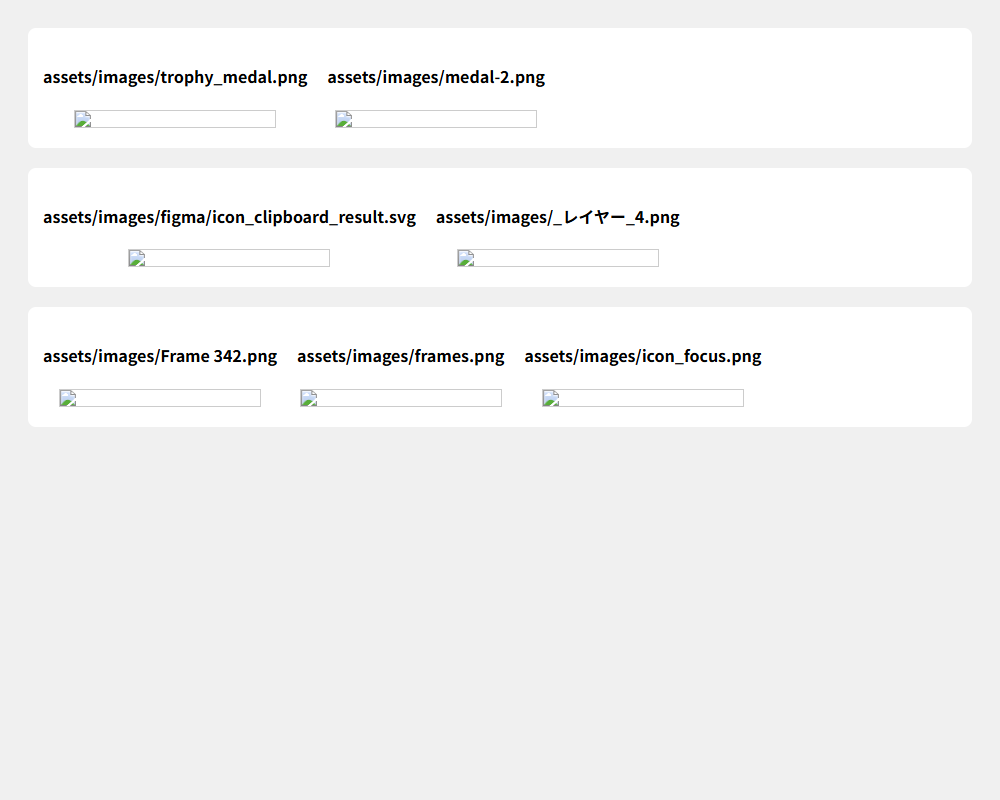 assets/images/trophy_medal.png assets/images/medal-2.png
assets/images/figma/icon_clipboard_result.svg assets/images/_レイヤー_4.png
assets/images/Frame 342.png assets/images/frames.png assets/images/icon_focus.png